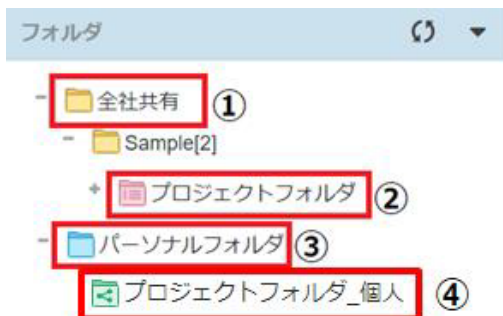 フォルダ
全社共有 ①
Sample[2]
プロジェクトフォルダ ②
パーソナルフォルダ ③
プロジェクトフォルダ_個人 ④